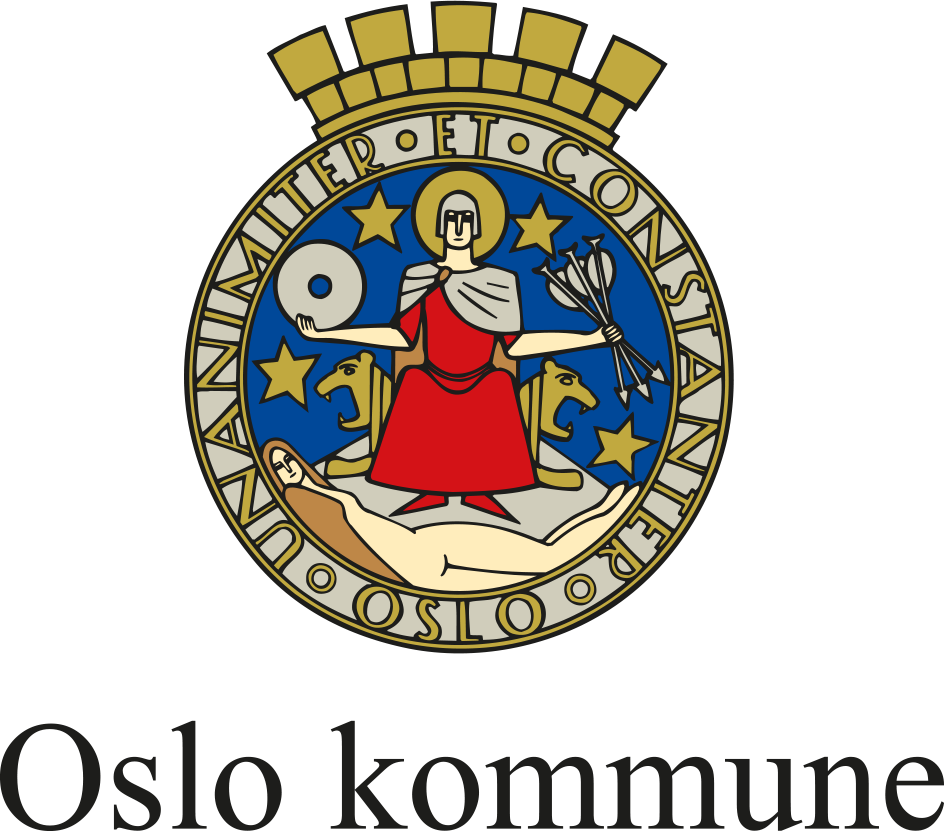 UNANIMITER · ET · CONSTANTER · OSLO ·
Oslo kommune